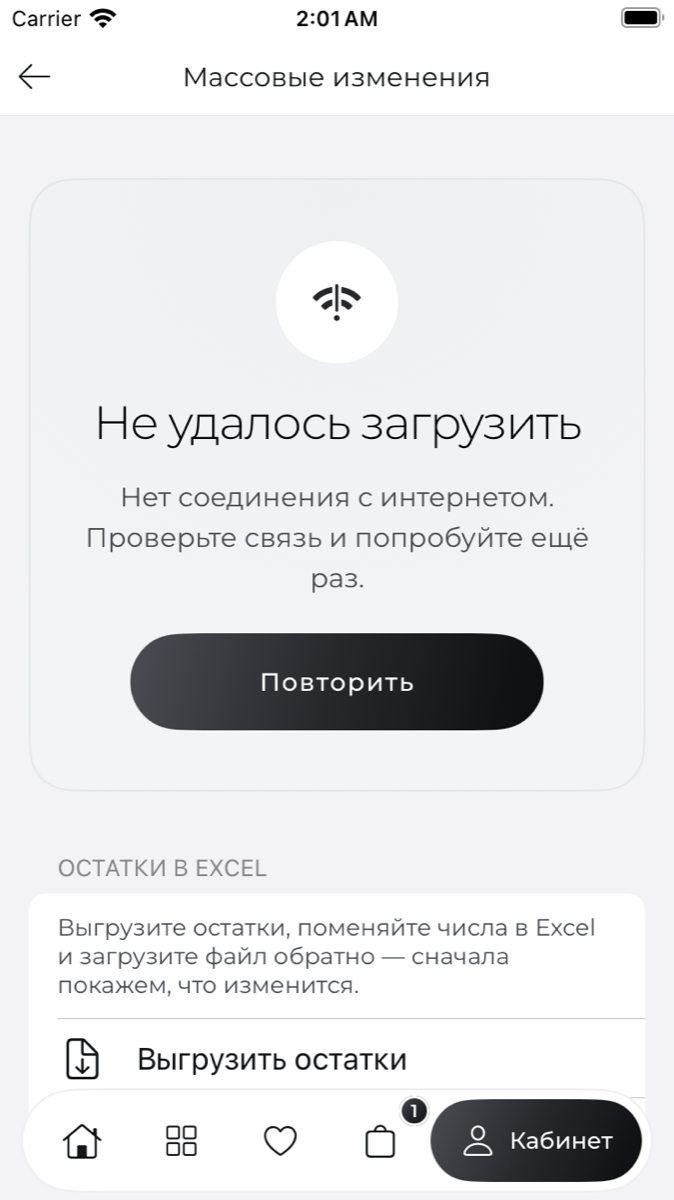 Carrier 2:01 AM
Массовые изменения
Не удалось загрузить
Нет соединения с интернетом.
Проверьте связь и попробуйте ещё
раз.
Повторить
ОСТАТКИ В EXCEL
Выгрузите остатки, поменяйте числа в Excel
и загрузите файл обратно — сначала
покажем, что изменится.
Выгрузить остатки
1
Кабинет